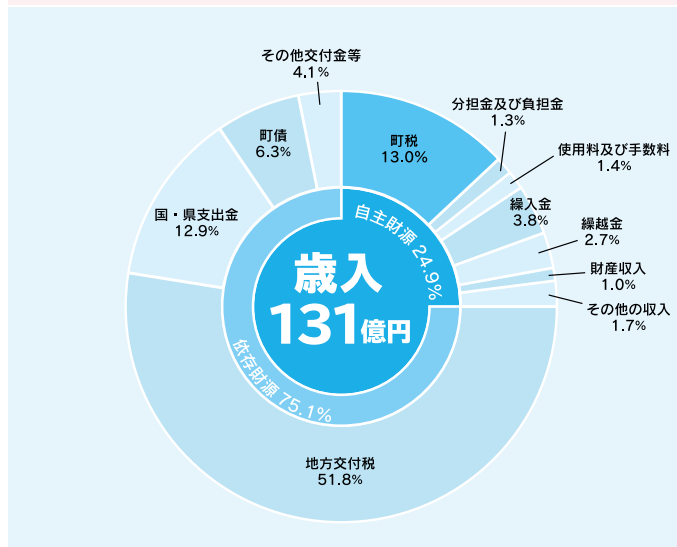 その他交付金等
4.1%
町税
13.0%
分担金及び負担金
1.3%
使用料及び手数料
1.4%
繰入金
3.8%
繰越金
2.7%
財産収入
1.0%
その他の収入
1.7%
町債
6.3%
国・県支出金
12.9%
自主財源 24.9%
歳入
131億円
依存財源 75.1%
地方交付税
51.8%